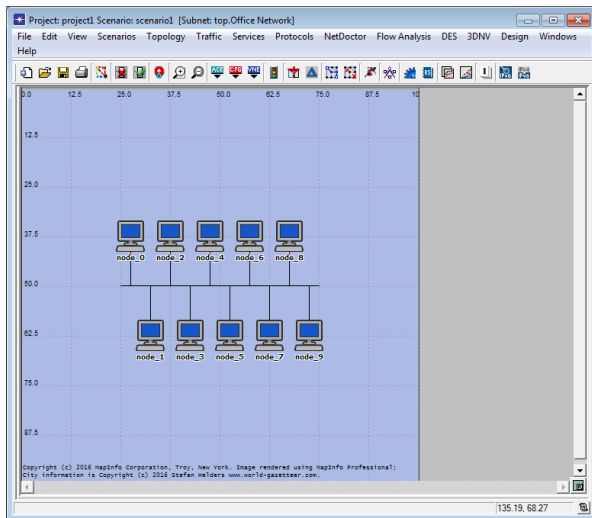 Project: project1 Scenario: scenario1 [Subnet: top.Office Network]
File Edit View Scenarios Topology Traffic Services Protocols NetDoctor Flow Analysis DES 3DNV Design Windows
Help
0.0 12.5 25.0 37.5 50.0 62.5 75.0 87.5 10
12.5
25.0
37.5
node_0 node_2 node_4 node_6 node_8
50.0
62.5
node_1 node_3 node_5 node_7 node_9
75.0
87.5
Copyright (c) 2016 MapInfo Corporation, Troy, New York. Image rendered using MapInfo Professional;
City information is Copyright (c) 2016 Stefan Helders www.world-gazetteer.com.
135.19, 68.27